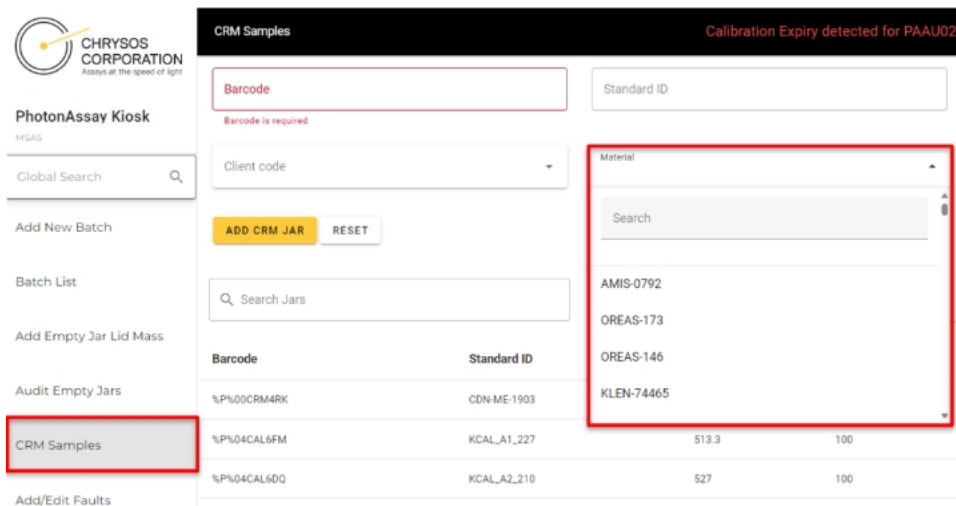 CHRYSOS
CORPORATION
Assays at the speed of light
PhotonAssay Kiosk
MSAS
Global Search
Add New Batch
Batch List
Add Empty Jar Lid Mass
Audit Empty Jars
CRM Samples
Add/Edit Faults
CRM Samples
Calibration Expiry detected for PAAU02
Barcode
Barcode is required
Standard ID
Client code
Material
Search
AMIS-0792
OREAS-173
OREAS-146
KLEN-74465
ADD CRM JAR RESET
Search Jars
Barcode Standard ID
%P%00CRM4RK CDN-ME-1903
%P%04CAL6FM KCAL_A1_227 513.3 100
%P%04CAL6DQ KCAL_A2_210 527 100